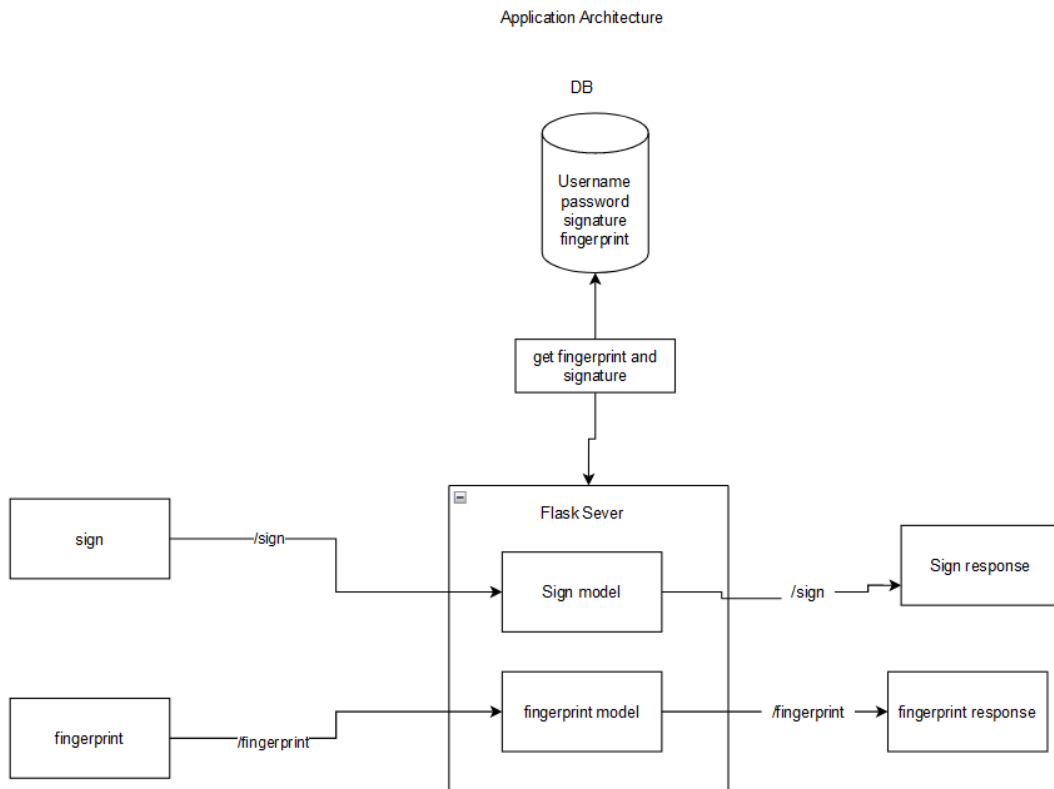 Application Architecture
DB
Username
password
signature
fingerprint
get fingerprint and
signature
Flask Sever
sign
/sign
Sign model
/sign
Sign response
fingerprint
/fingerprint
fingerprint model
/fingerprint
fingerprint response